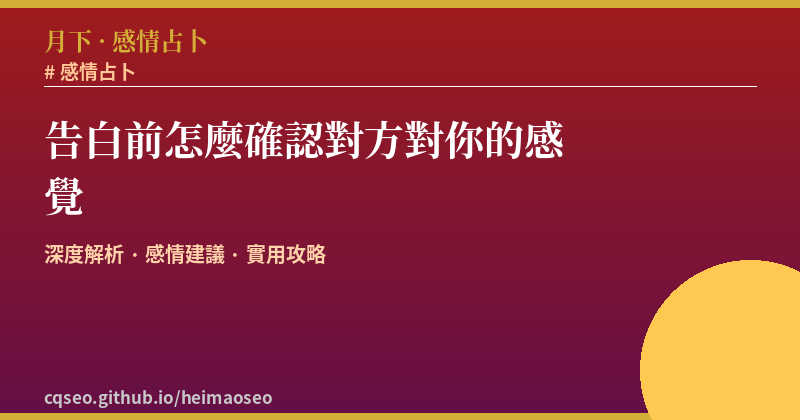 月下 · 感情占卜
# 感情占卜
告白前怎麼確認對方對你的感
覺
深度解析 · 感情建議 · 實用攻略
cqseo.github.io/heimaoseo